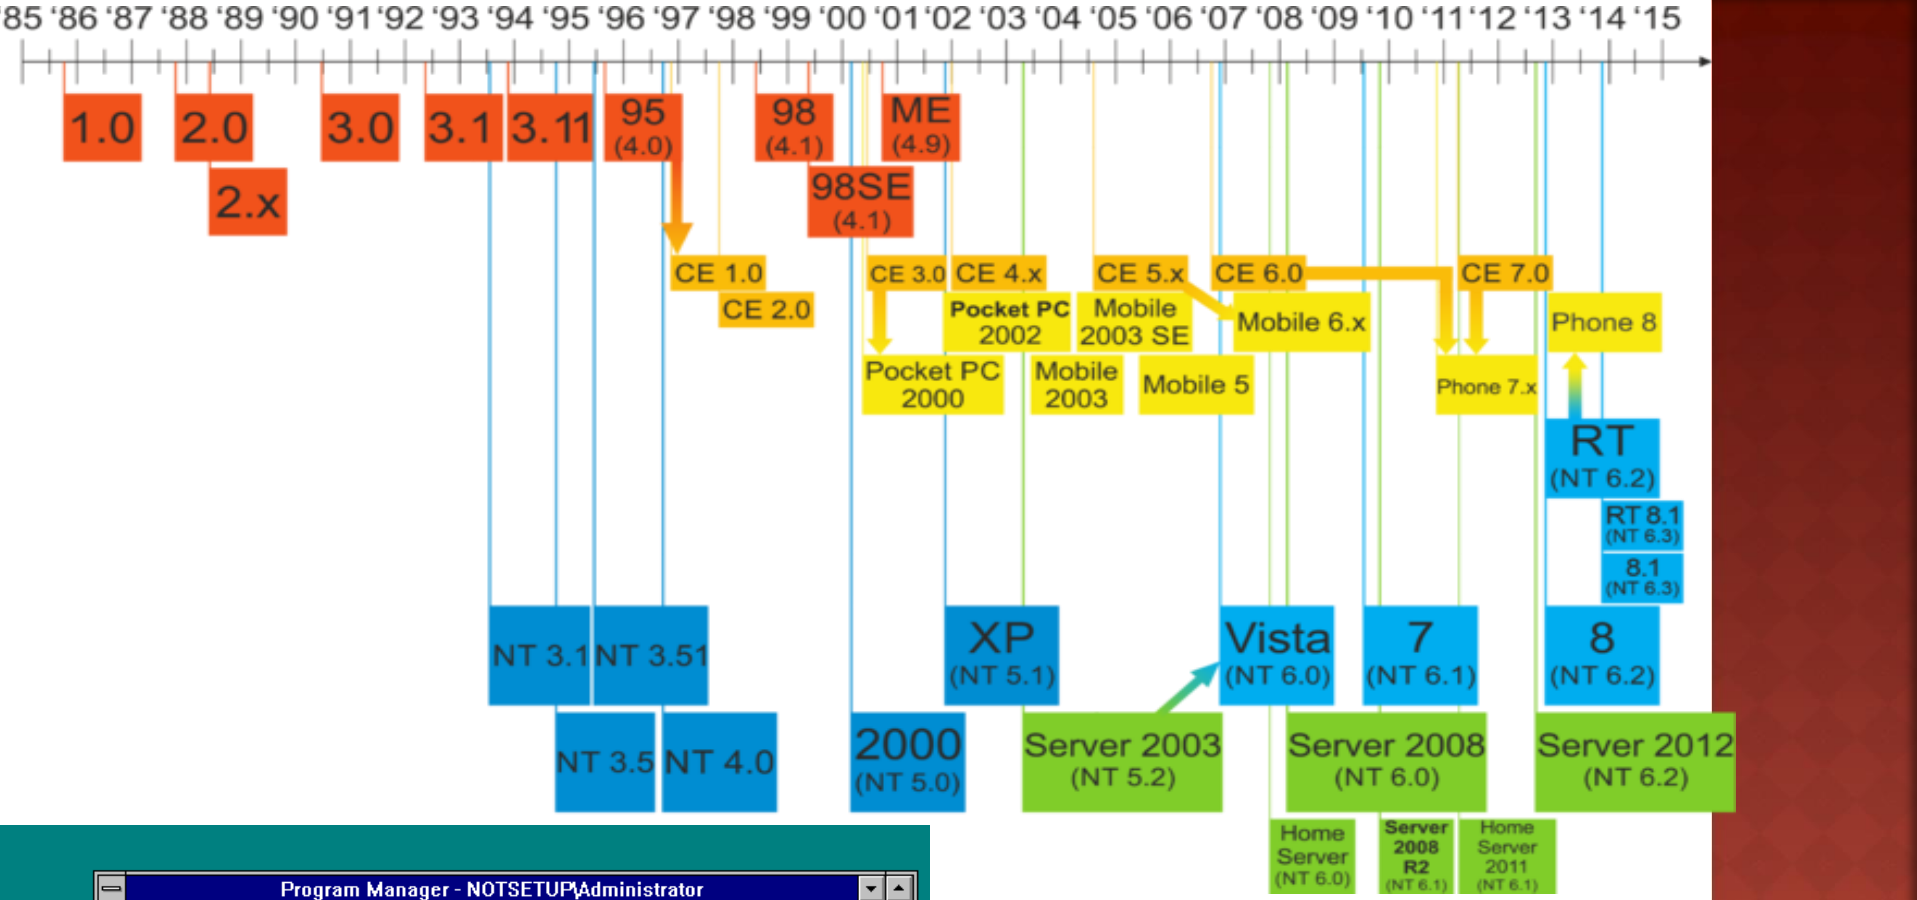 '85 '86 '87 '88 '89 '90 '91 '92 '93 '94 '95 '96 '97 '98 '99 '00 '01 '02 '03 '04 '05 '06 '07 '08 '09 '10 '11 '12 '13 '14 '15
1.0
2.0
3.0
3.1
3.11
95
(4.0)
98
(4.1)
ME
(4.9)
2.x
98SE
(4.1)
CE 1.0
CE 3.0
CE 4.x
CE 5.x
CE 6.0
CE 7.0
CE 2.0
Pocket PC
2002
Mobile
2003 SE
Mobile 6.x
Phone 8
Pocket PC
2000
Mobile
2003
Mobile 5
Phone 7.x
RT
(NT 6.2)
RT 8.1
(NT 6.3)
8.1
(NT 6.3)
NT 3.1
NT 3.51
XP
(NT 5.1)
Vista
(NT 6.0)
7
(NT 6.1)
8
(NT 6.2)
NT 3.5
NT 4.0
2000
(NT 5.0)
Server 2003
(NT 5.2)
Server 2008
(NT 6.0)
Server 2012
(NT 6.2)
Home
Server
(NT 6.0)
Server
2008
R2
(NT 6.1)
Home
Server
2011
(NT 6.1)
Program Manager - NOTSETUP\Administrator